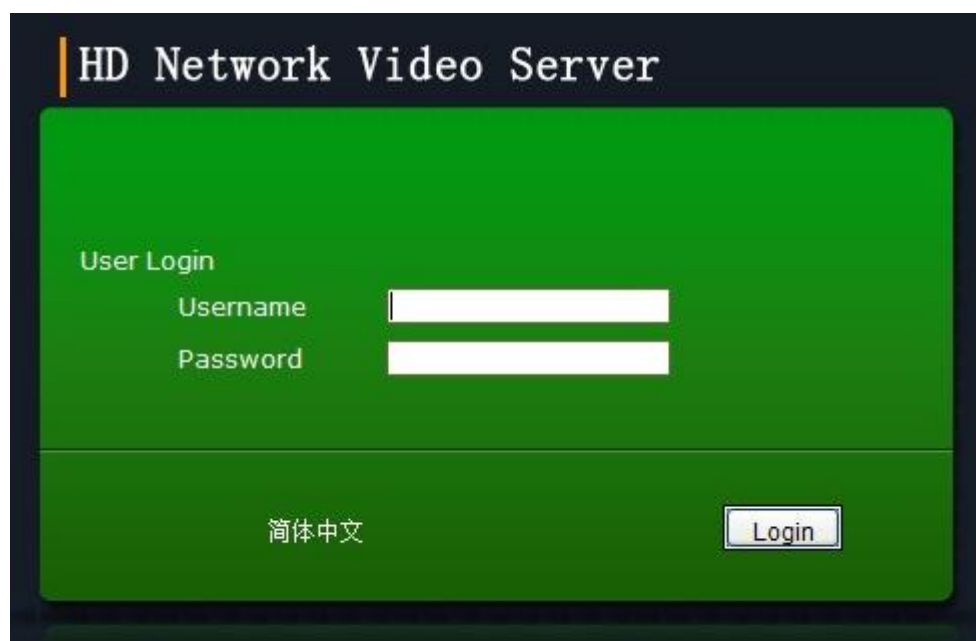 HD Network Video Server
User Login
Username
Password
简体中文
Login